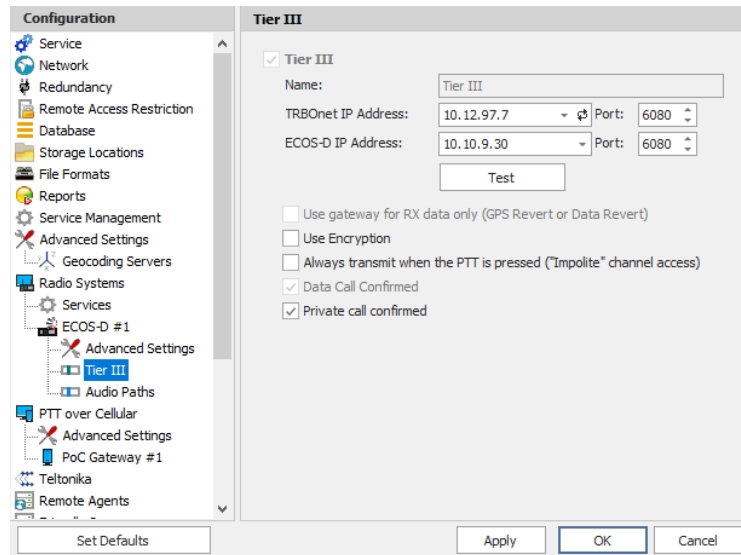 Configuration
Service
Network
Redundancy
Remote Access Restriction
Database
Storage Locations
File Formats
Reports
Service Management
Advanced Settings
Geocoding Servers
Radio Systems
Services
ECOS-D #1
Advanced Settings
Tier III
Audio Paths
PTT over Cellular
Advanced Settings
PoC Gateway #1
Teltonika
Remote Agents
Set Defaults
Tier III
Tier III
Name: Tier III
TRBOnet IP Address: 10.12.97.7 Port: 6080
ECOS-D IP Address: 10.10.9.30 Port: 6080
Test
Use gateway for RX data only (GPS Revert or Data Revert)
Use Encryption
Always transmit when the PTT is pressed ("Impolite" channel access)
Data Call Confirmed
Private call confirmed
Apply OK Cancel